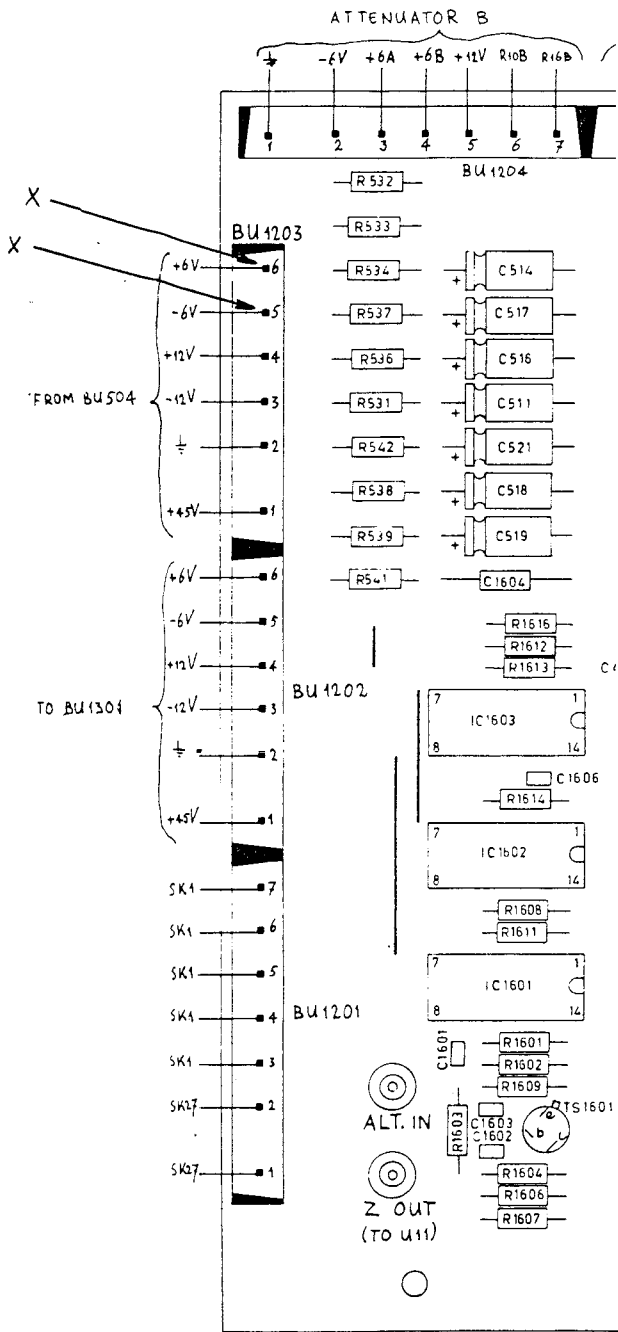 ATTENUATOR B
-6V +6A +6B +12V R10B R16B
1 2 3 4 5 6 7
BU1204
R532
X
R533
X
BU1203
+6V 6
R534
+ C514
-6V 5
R537
+ C517
+12V 4
R536
+ C516
FROM BU504
-12V 3
R531
+ C511
2
R542
+ C521
R538
+ C518
+45V 1
R539
+ C519
+6V 6
R541
C1604
-6V 5
R1616
R1612
+12V 4
R1613
BU1202
TO BU1301
-12V 3
7 1
IC1603
8 14
2
C1606
R1614
+45V 1
7 1
IC1602
8 14
SK1 7
R1608
SK1 6
R1611
SK1 5
7 1
IC1601
8 14
BU1201
SK1 4
C1601
R1601
SK1 3
R1602
R1609
SK27 2
ALT. IN
R1603
C1603
C1602
e TS1601
b
SK27 1
R1604
Z OUT
(TO U11)
R1606
R1607